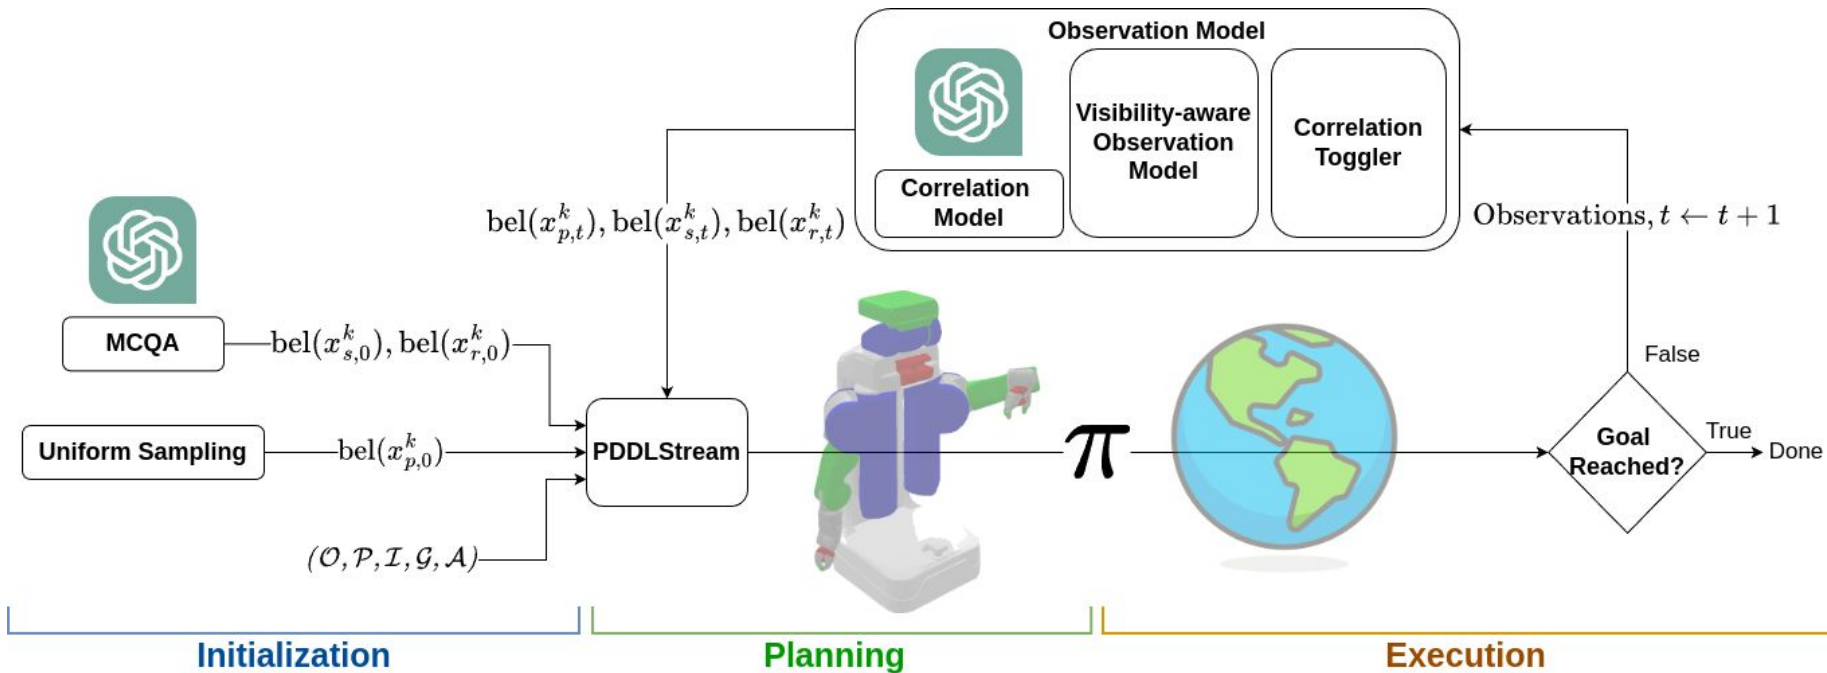 Observation Model
Visibility-aware
Observation
Model
Correlation
Toggler
Correlation
Model
bel(x^k_{p,t}), bel(x^k_{s,t}), bel(x^k_{r,t})
Observations, t ← t + 1
MCQA
bel(x^k_{s,0}), bel(x^k_{r,0})
False
Uniform Sampling
bel(x^k_{p,0})
PDDLStream
π
Goal
Reached?
True
Done
(𝒪, 𝒫, ℐ, 𝒢, 𝒜)
Initialization
Planning
Execution